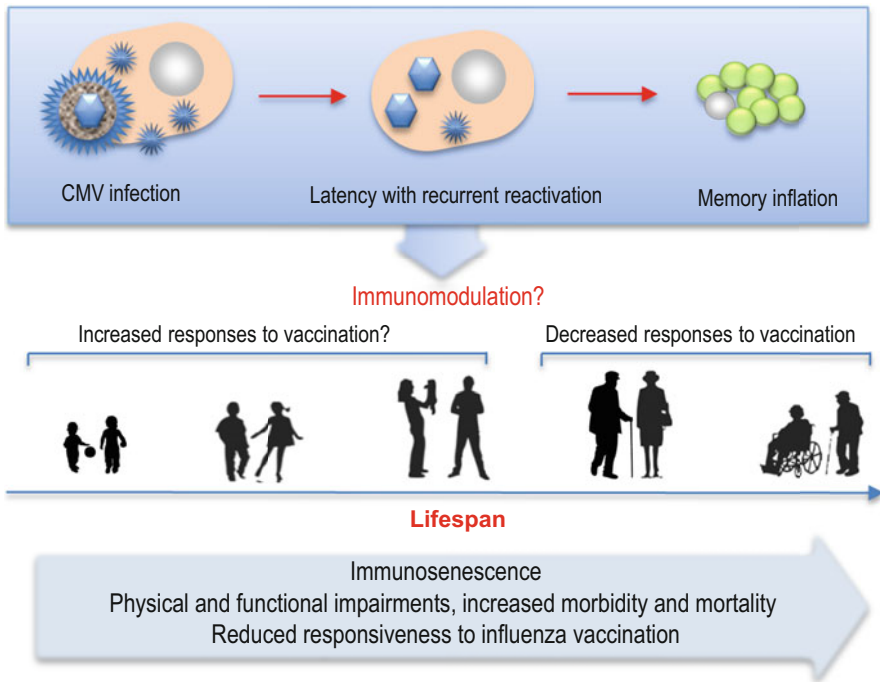 CMV infection
Latency with recurrent reactivation
Memory inflation
Immunomodulation?
Increased responses to vaccination?
Decreased responses to vaccination
Lifespan
Immunosenescence
Physical and functional impairments, increased morbidity and mortality
Reduced responsiveness to influenza vaccination